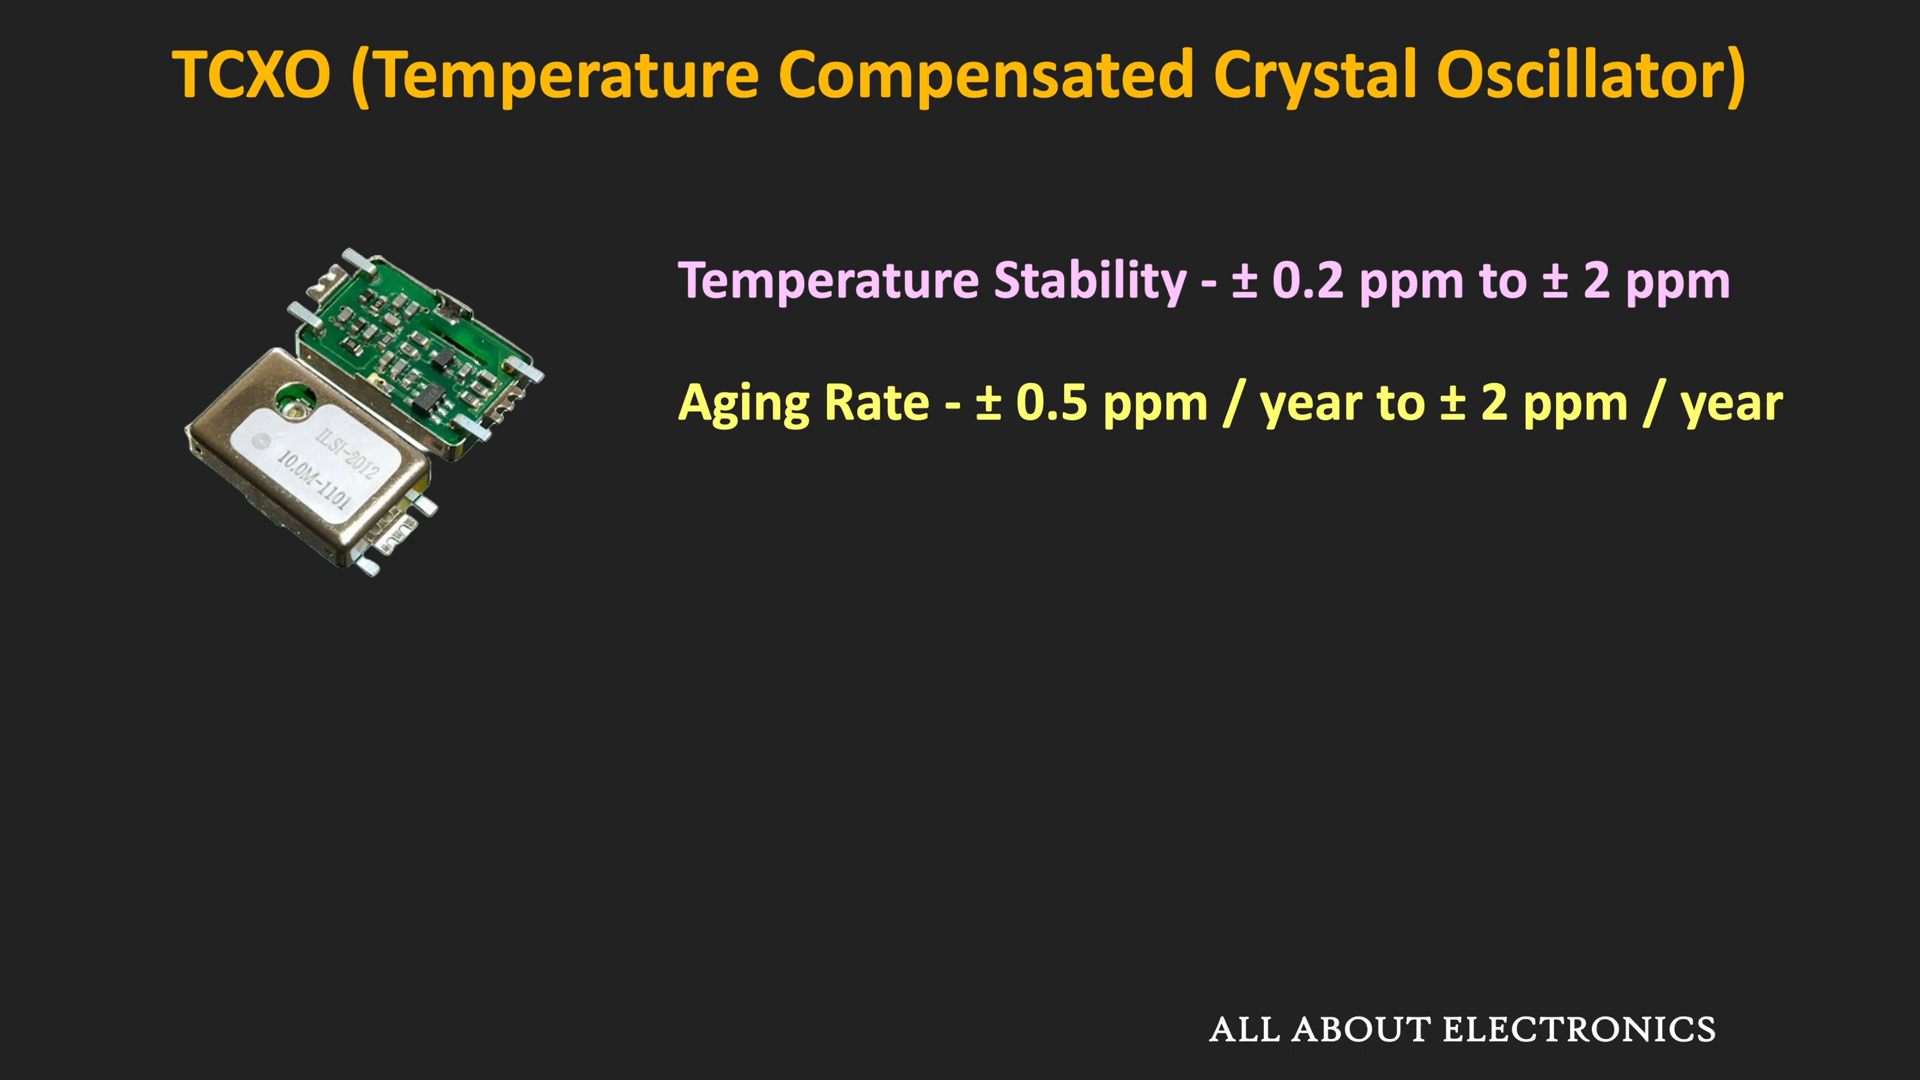 TCXO (Temperature Compensated Crystal Oscillator)
Temperature Stability - ± 0.2 ppm to ± 2 ppm
Aging Rate - ± 0.5 ppm / year to ± 2 ppm / year
ILSI-2012
10.0M-1101
ALL ABOUT ELECTRONICS